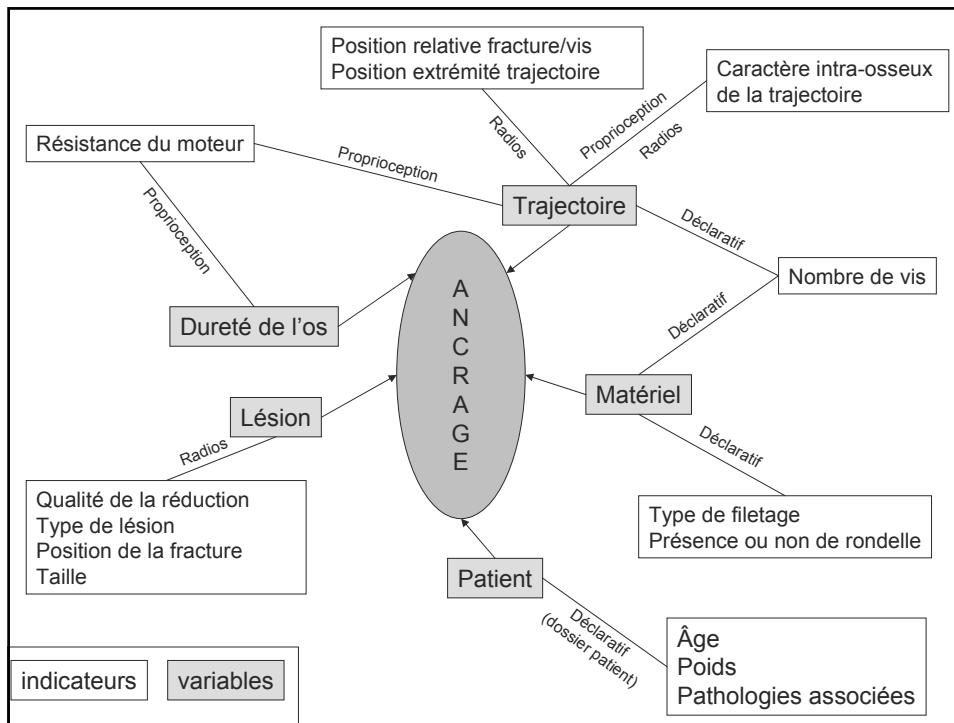 Position relative fracture/vis
Position extrémité trajectoire
Caractère intra-osseux
de la trajectoire
Radios
Proprioception
Radios
Résistance du moteur
Proprioception
Proprioception
Trajectoire
Déclaratif
Nombre de vis
Déclaratif
Dureté de l’os
A
N
C
R
A
G
E
Matériel
Lésion
Radios
Déclaratif
Qualité de la réduction
Type de lésion
Position de la fracture
Taille
Type de filetage
Présence ou non de rondelle
Patient
Déclaratif
(dossier patient)
Âge
Poids
Pathologies associées
indicateurs
variables